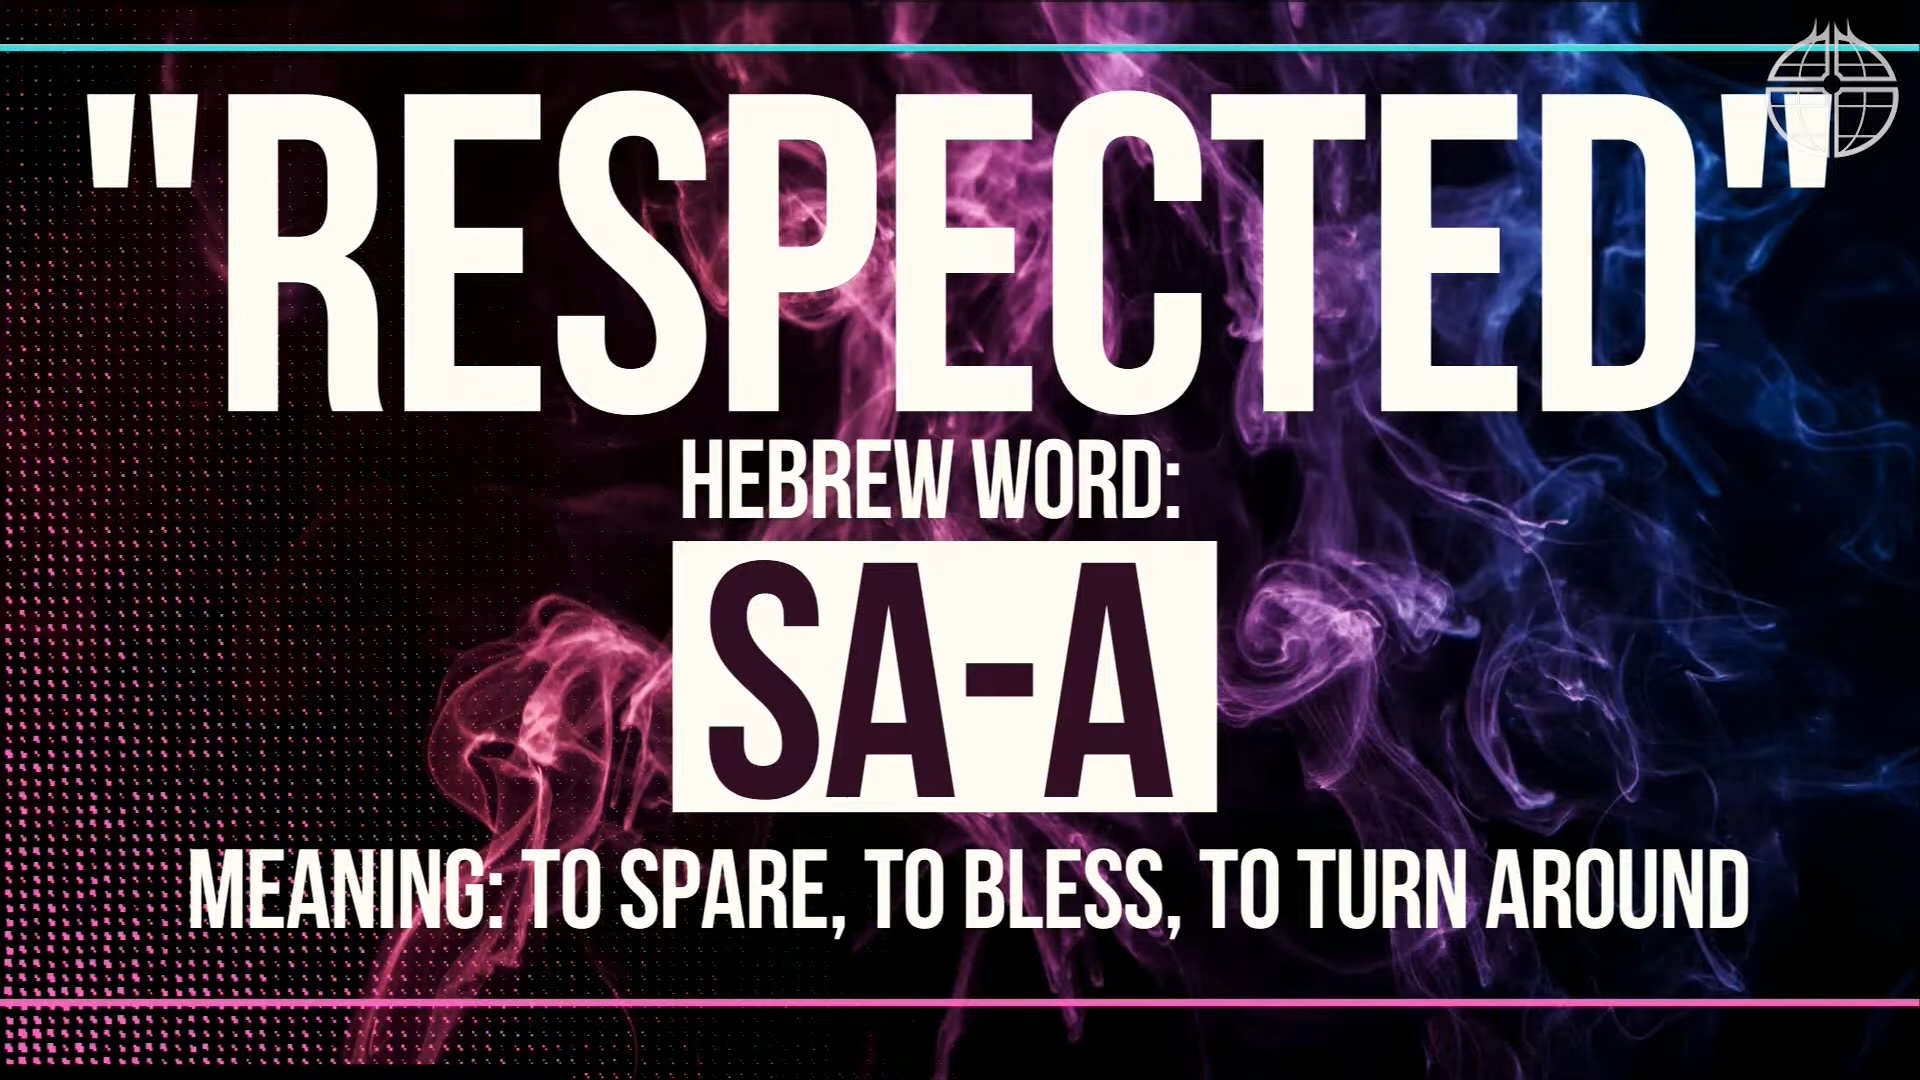 "RESPECTED"
HEBREW WORD:
SA-A
MEANING: TO SPARE, TO BLESS, TO TURN AROUND